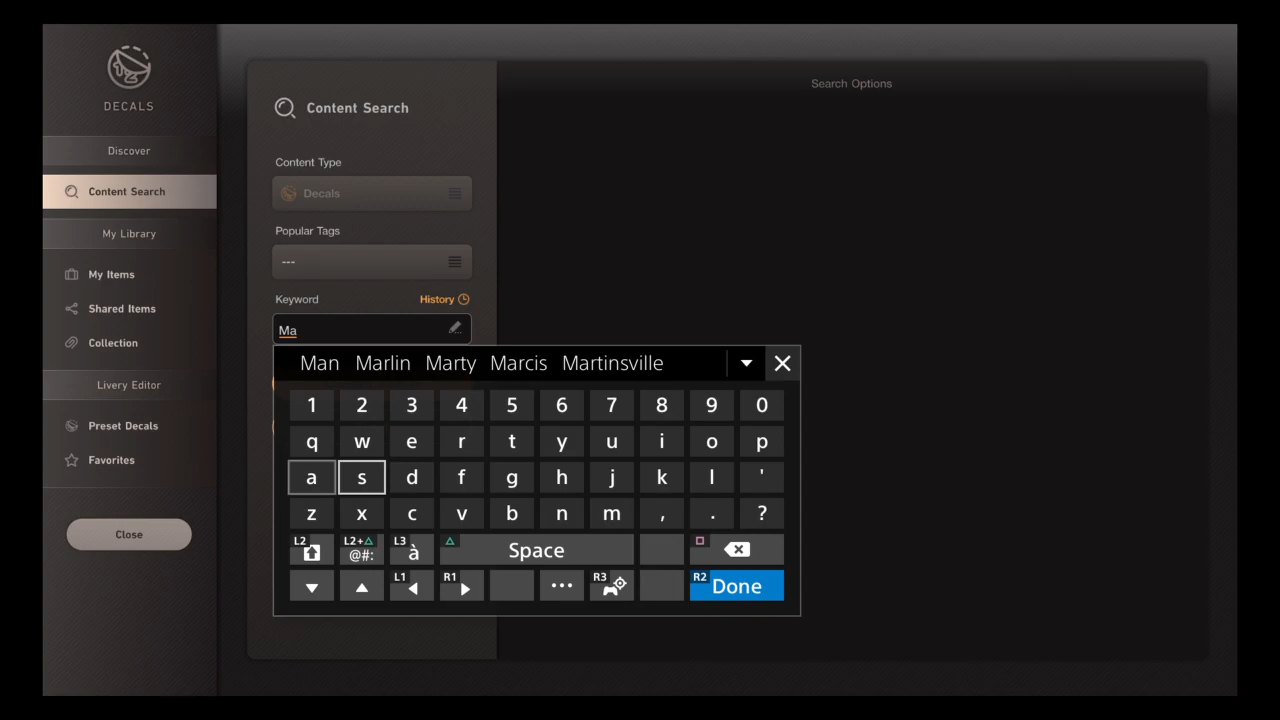 DECALS
Discover
Content Search
My Library
My Items
Shared Items
Collection
Livery Editor
Preset Decals
Favorites
Close
Content Search
Content Type
Decals
Popular Tags
---
Keyword History
Ma
Search Options
Man Marlin Marty Marcis Martinsville
1 2 3 4 5 6 7 8 9 0
q w e r t y u i o p
a s d f g h j k l '
z x c v b n m , . ?
L2 L2+△ @#: L3 à △ Space □
L1 R1 ... R3 R2 Done